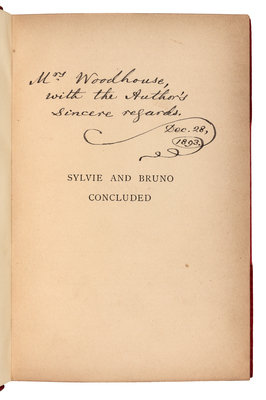 Mrs Woodhouse,
with the Author's
sincere regards.
Dec. 28,
1893.
SYLVIE AND BRUNO
CONCLUDED